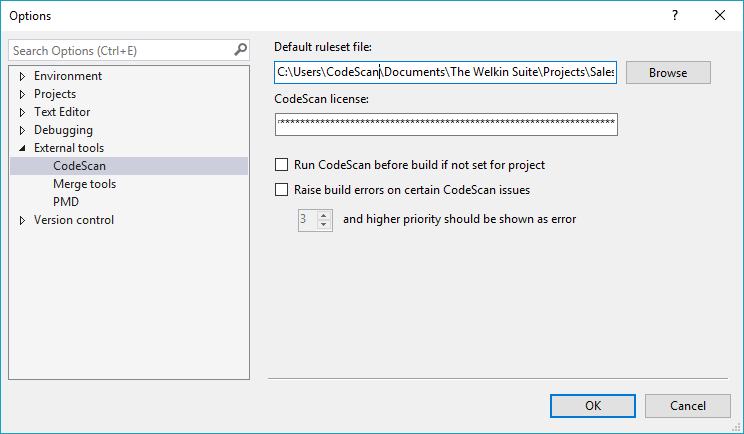 Options
?
Search Options (Ctrl+E)
Environment
Projects
Text Editor
Debugging
External tools
CodeScan
Merge tools
PMD
Version control
Default ruleset file:
C:\Users\CodeScan\Documents\The Welkin Suite\Projects\Sales
Browse
CodeScan license:
Run CodeScan before build if not set for project
Raise build errors on certain CodeScan issues
3 and higher priority should be shown as error
OK
Cancel